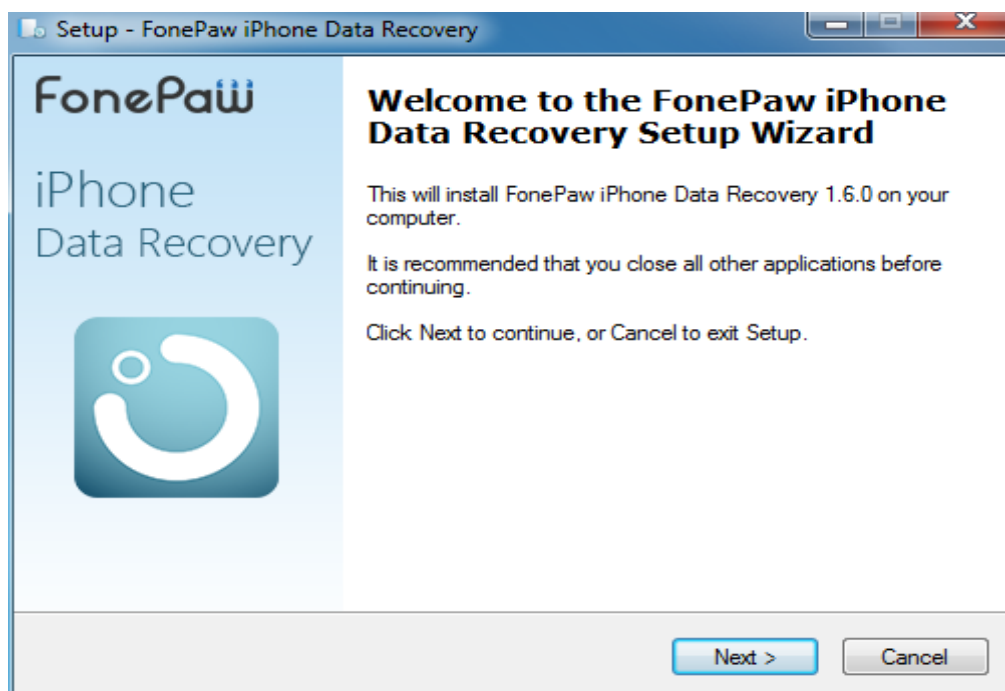 Setup - FonePaw iPhone Data Recovery
FonePaw
iPhone
Data Recovery
Welcome to the FonePaw iPhone
Data Recovery Setup Wizard
This will install FonePaw iPhone Data Recovery 1.6.0 on your
computer.
It is recommended that you close all other applications before
continuing.
Click Next to continue, or Cancel to exit Setup.
Next >
Cancel